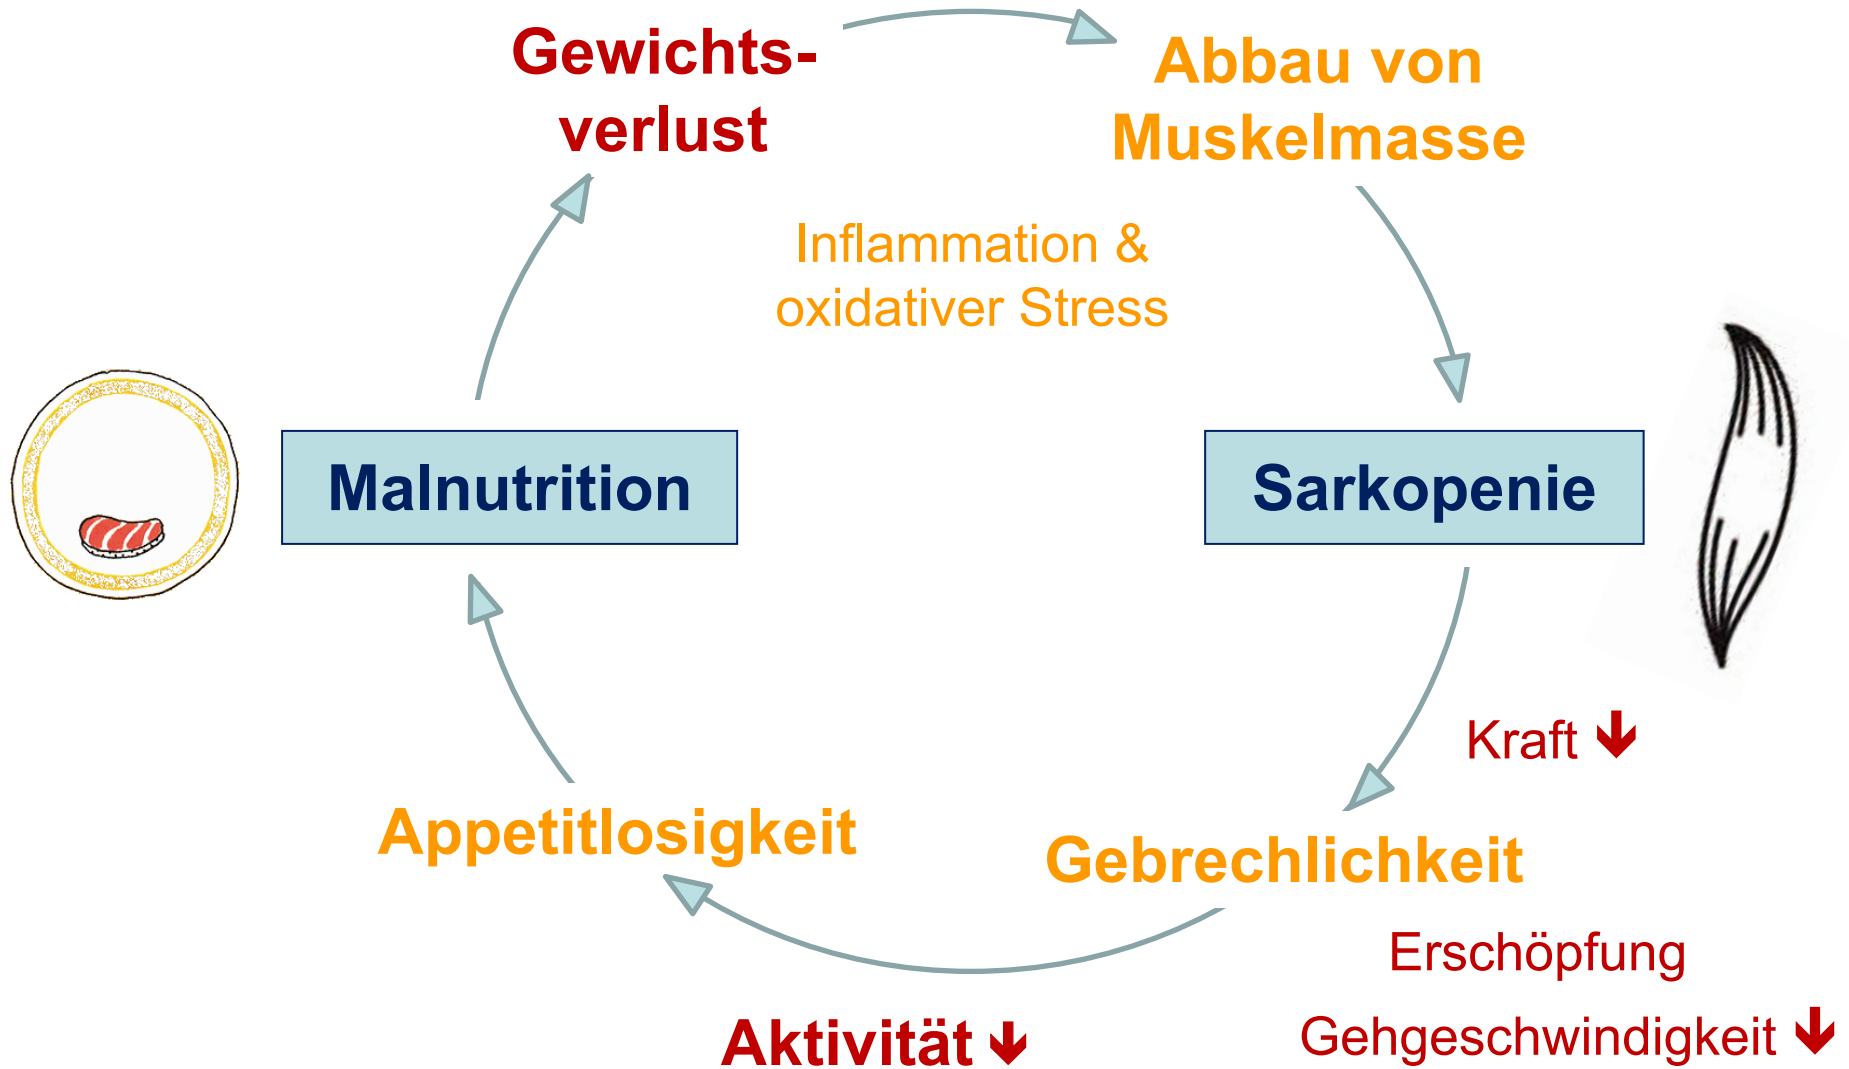 Gewichts-
verlust
Abbau von
Muskelmasse
Inflammation &
oxidativer Stress
Malnutrition
Sarkopenie
Kraft 🡻
Appetitlosigkeit
Gebrechlichkeit
Erschöpfung
Aktivität 🡻
Gehgeschwindigkeit 🡻